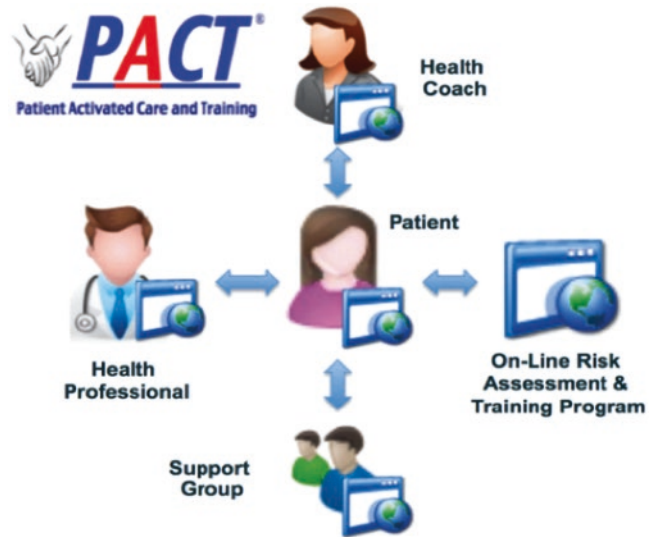 PACT®
Patient Activated Care and Training
Health
Coach
Patient
Health
Professional
On-Line Risk
Assessment &
Training Program
Support
Group